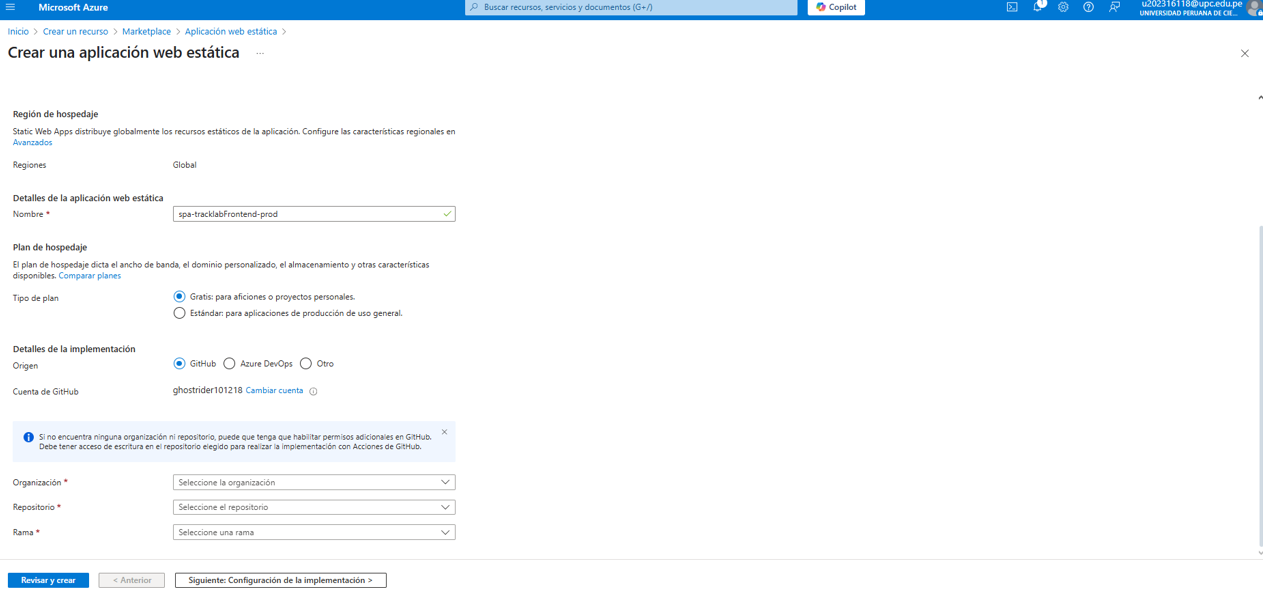 Microsoft Azure
Buscar recursos, servicios y documentos (G+/)
Copilot
1
u202316118@upc.edu.pe
UNIVERSIDAD PERUANA DE CIE...
Inicio > Crear un recurso > Marketplace > Aplicación web estática >
Crear una aplicación web estática ...
Región de hospedaje
Static Web Apps distribuye globalmente los recursos estáticos de la aplicación. Configure las características regionales en
Avanzados
Regiones Global
Detalles de la aplicación web estática
Nombre * spa-tracklabFrontend-prod
Plan de hospedaje
El plan de hospedaje dicta el ancho de banda, el dominio personalizado, el almacenamiento y otras características
disponibles. Comparar planes
Tipo de plan Gratis: para aficiones o proyectos personales.
Estándar: para aplicaciones de producción de uso general.
Detalles de la implementación
Origen GitHub Azure DevOps Otro
Cuenta de GitHub ghostrider101218 Cambiar cuenta
Si no encuentra ninguna organización ni repositorio, puede que tenga que habilitar permisos adicionales en GitHub.
Debe tener acceso de escritura en el repositorio elegido para realizar la implementación con Acciones de GitHub.
Organización * Seleccione la organización
Repositorio * Seleccione el repositorio
Rama * Seleccione una rama
Revisar y crear < Anterior Siguiente: Configuración de la implementación >